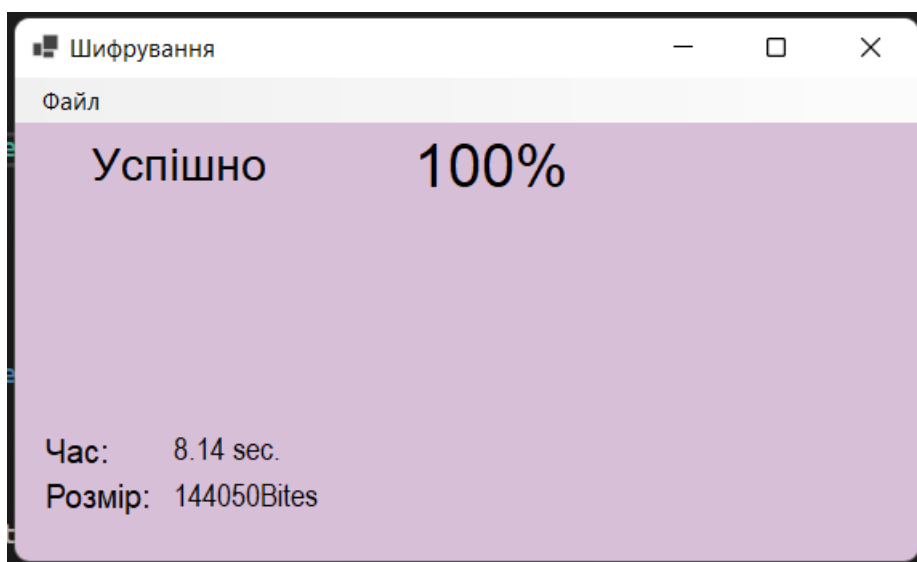 Шифрування
Файл
Успішно 100%
Час: 8.14 sec.
Розмір: 144050Bites